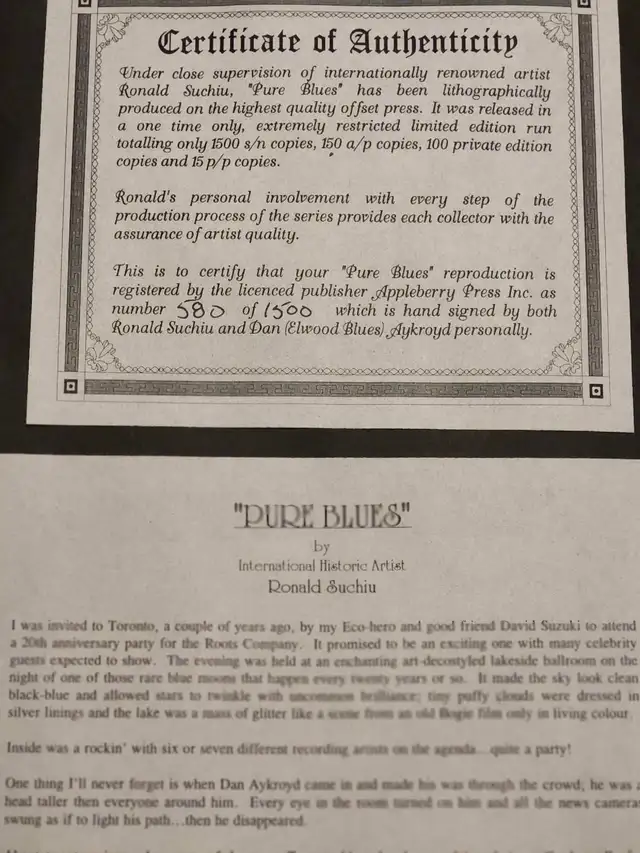 Certificate of Authenticity
Under close supervision of internationally renowned artist
Ronald Suchiu, "Pure Blues" has been lithographically
produced on the highest quality offset press. It was released in
a one time only, extremely restricted limited edition run
totalling only 1500 s/n copies, 150 a/p copies, 100 private edition
copies and 15 p/p copies.
Ronald's personal involvement with every step of the
production process of the series provides each collector with the
assurance of artist quality.
This is to certify that your "Pure Blues" reproduction is
registered by the licenced publisher Appleberry Press Inc. as
number 580 of 1500 which is hand signed by both
Ronald Suchiu and Dan (Elwood Blues) Aykroyd personally.
"PURE BLUES"
by
International Historic Artist
Ronald Suchiu
I was invited to Toronto, a couple of years ago, by my Eco-hero and good friend David Suzuki to attend
a 20th anniversary party for the Roots Company. It promised to be an exciting one with many celebrity
guests expected to show. The evening was held at an enchanting art-decostyled lakeside ballroom on the
night of one of those rare blue moons that happen every twenty years or so. It made the sky look clean
black-blue and allowed stars to twinkle with uncommon brilliance; tiny puffy clouds were dressed in
silver linings and the lake was a mass of glitter like a scene from an old Bogie film only in living colour.
Inside was a rockin' with six or seven different recording artists on the agenda... quite a party!
One thing I'll never forget is when Dan Aykroyd came in and made his was through the crowd; he was a
head taller then everyone around him. Every eye in the room turned on him and all the news cameras
swung as if to light his path...then he disappeared.